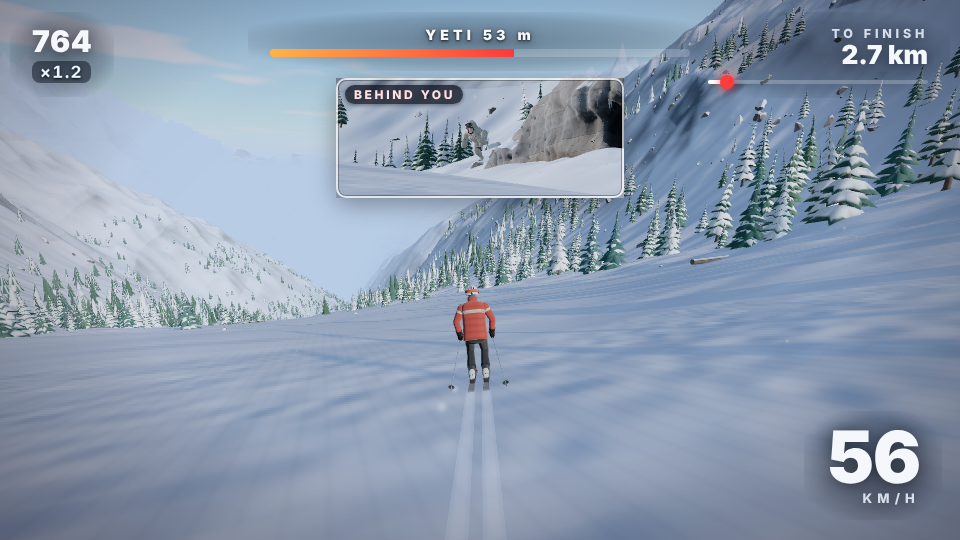 764
×1.2
YETI 53 m
BEHIND YOU
TO FINISH
2.7 km
56
KM/H